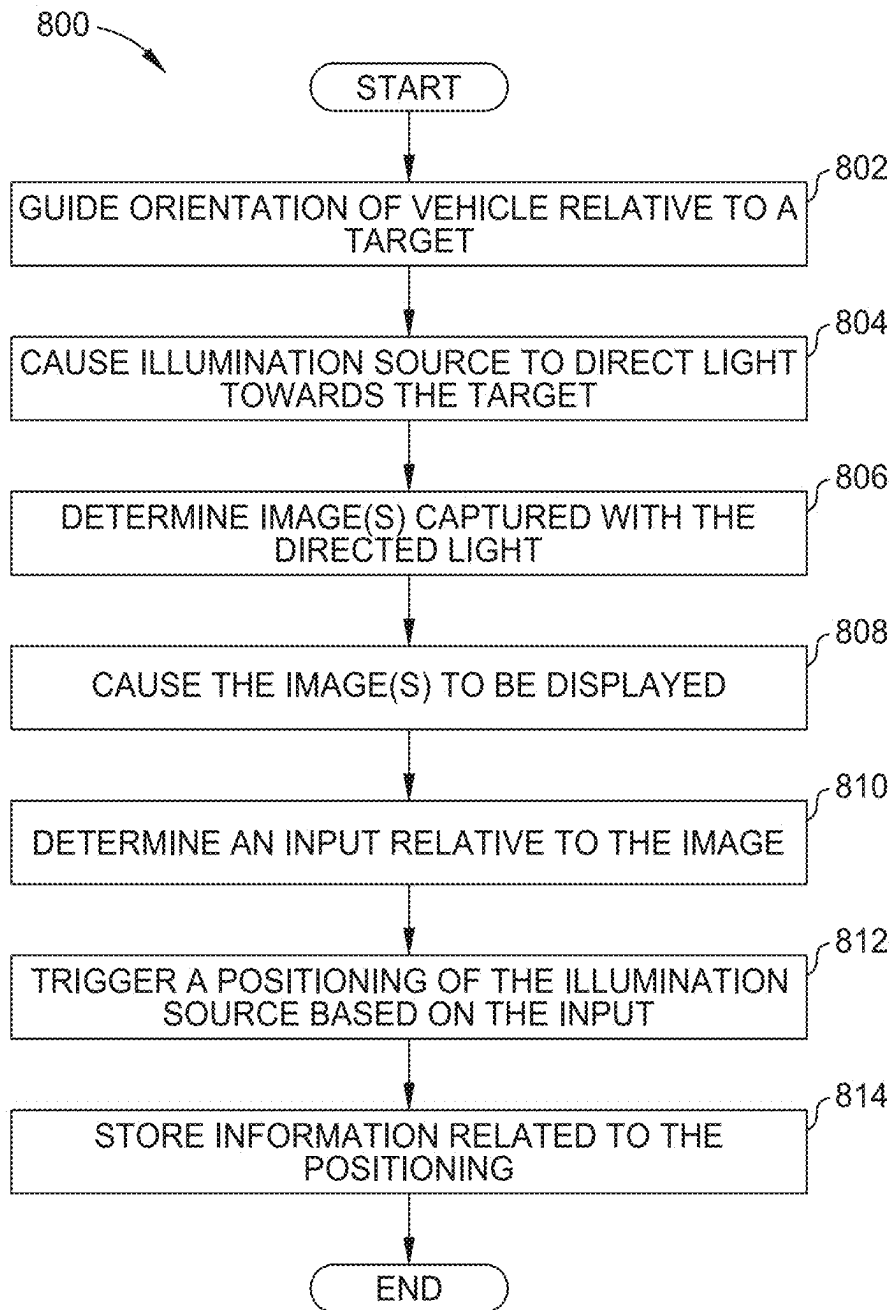 800
START
802
GUIDE ORIENTATION OF VEHICLE RELATIVE TO A
TARGET
804
CAUSE ILLUMINATION SOURCE TO DIRECT LIGHT
TOWARDS THE TARGET
806
DETERMINE IMAGE(S) CAPTURED WITH THE
DIRECTED LIGHT
808
CAUSE THE IMAGE(S) TO BE DISPLAYED
810
DETERMINE AN INPUT RELATIVE TO THE IMAGE
812
TRIGGER A POSITIONING OF THE ILLUMINATION
SOURCE BASED ON THE INPUT
814
STORE INFORMATION RELATED TO THE
POSITIONING
END